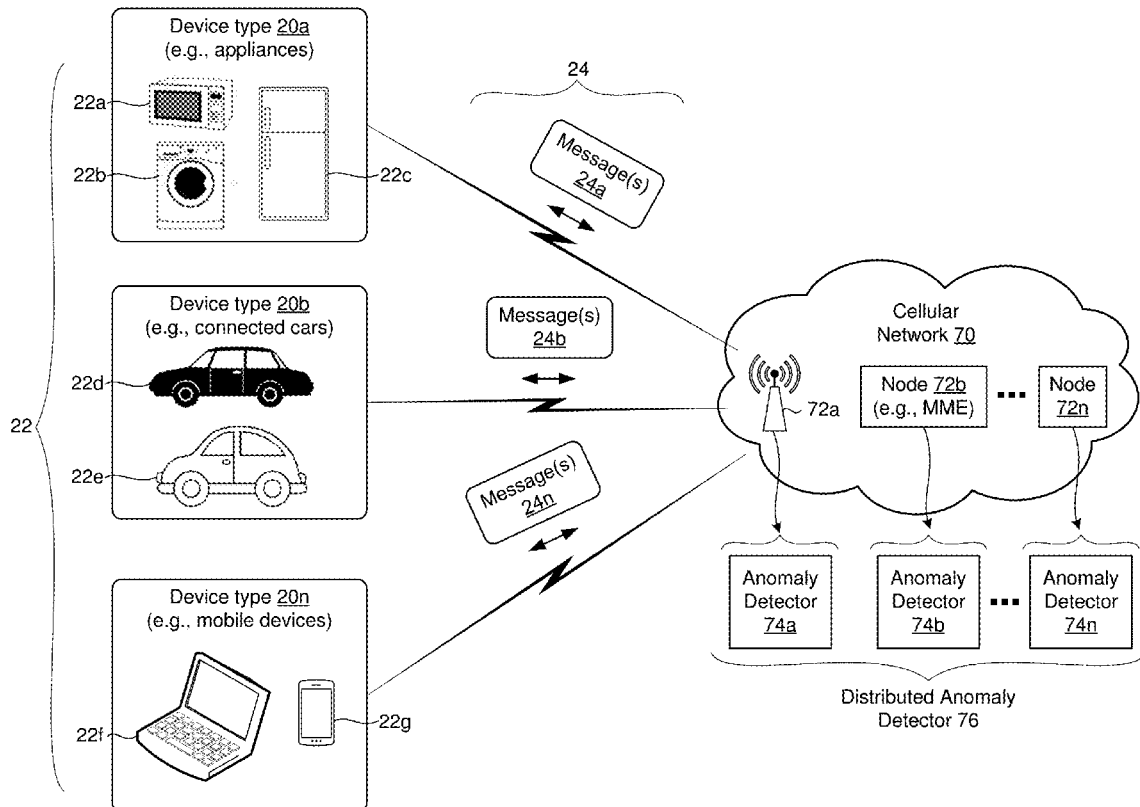 Device type 20a
(e.g., appliances)
22a
22b
22c
Device type 20b
(e.g., connected cars)
22d
22e
22
Device type 20n
(e.g., mobile devices)
22f
22g
24
Message(s)
24a
Message(s)
24b
Message(s)
24n
Cellular
Network 70
72a
Node 72b
(e.g., MME)
Node
72n
Anomaly
Detector
74a
Anomaly
Detector
74b
Anomaly
Detector
74n
Distributed Anomaly
Detector 76